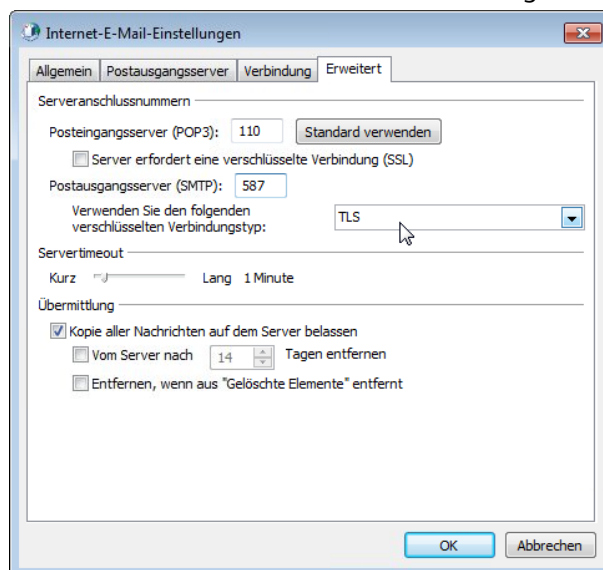 Internet-E-Mail-Einstellungen
Allgemein Postausgangsserver Verbindung Erweitert
Serveranschlussnummern
Posteingangsserver (POP3): 110 Standard verwenden
Server erfordert eine verschlüsselte Verbindung (SSL)
Postausgangsserver (SMTP): 587
Verwenden Sie den folgenden
verschlüsselten Verbindungstyp: TLS
Servertimeout
Kurz Lang 1 Minute
Übermittlung
Kopie aller Nachrichten auf dem Server belassen
Vom Server nach 14 Tagen entfernen
Entfernen, wenn aus "Gelöschte Elemente" entfernt
OK Abbrechen